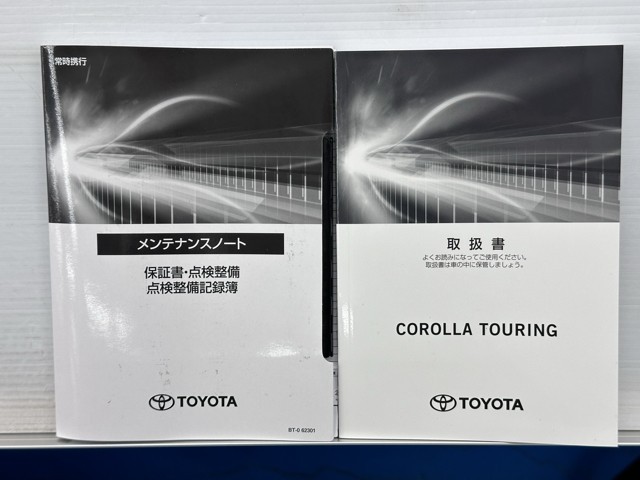 常時携行
メンテナンスノート
保証書・点検整備
点検整備記録簿
TOYOTA
BT-0 62301
取扱書
よくお読みになってご使用ください。
取扱書は車の中に保管しましょう。
COROLLA TOURING
TOYOTA